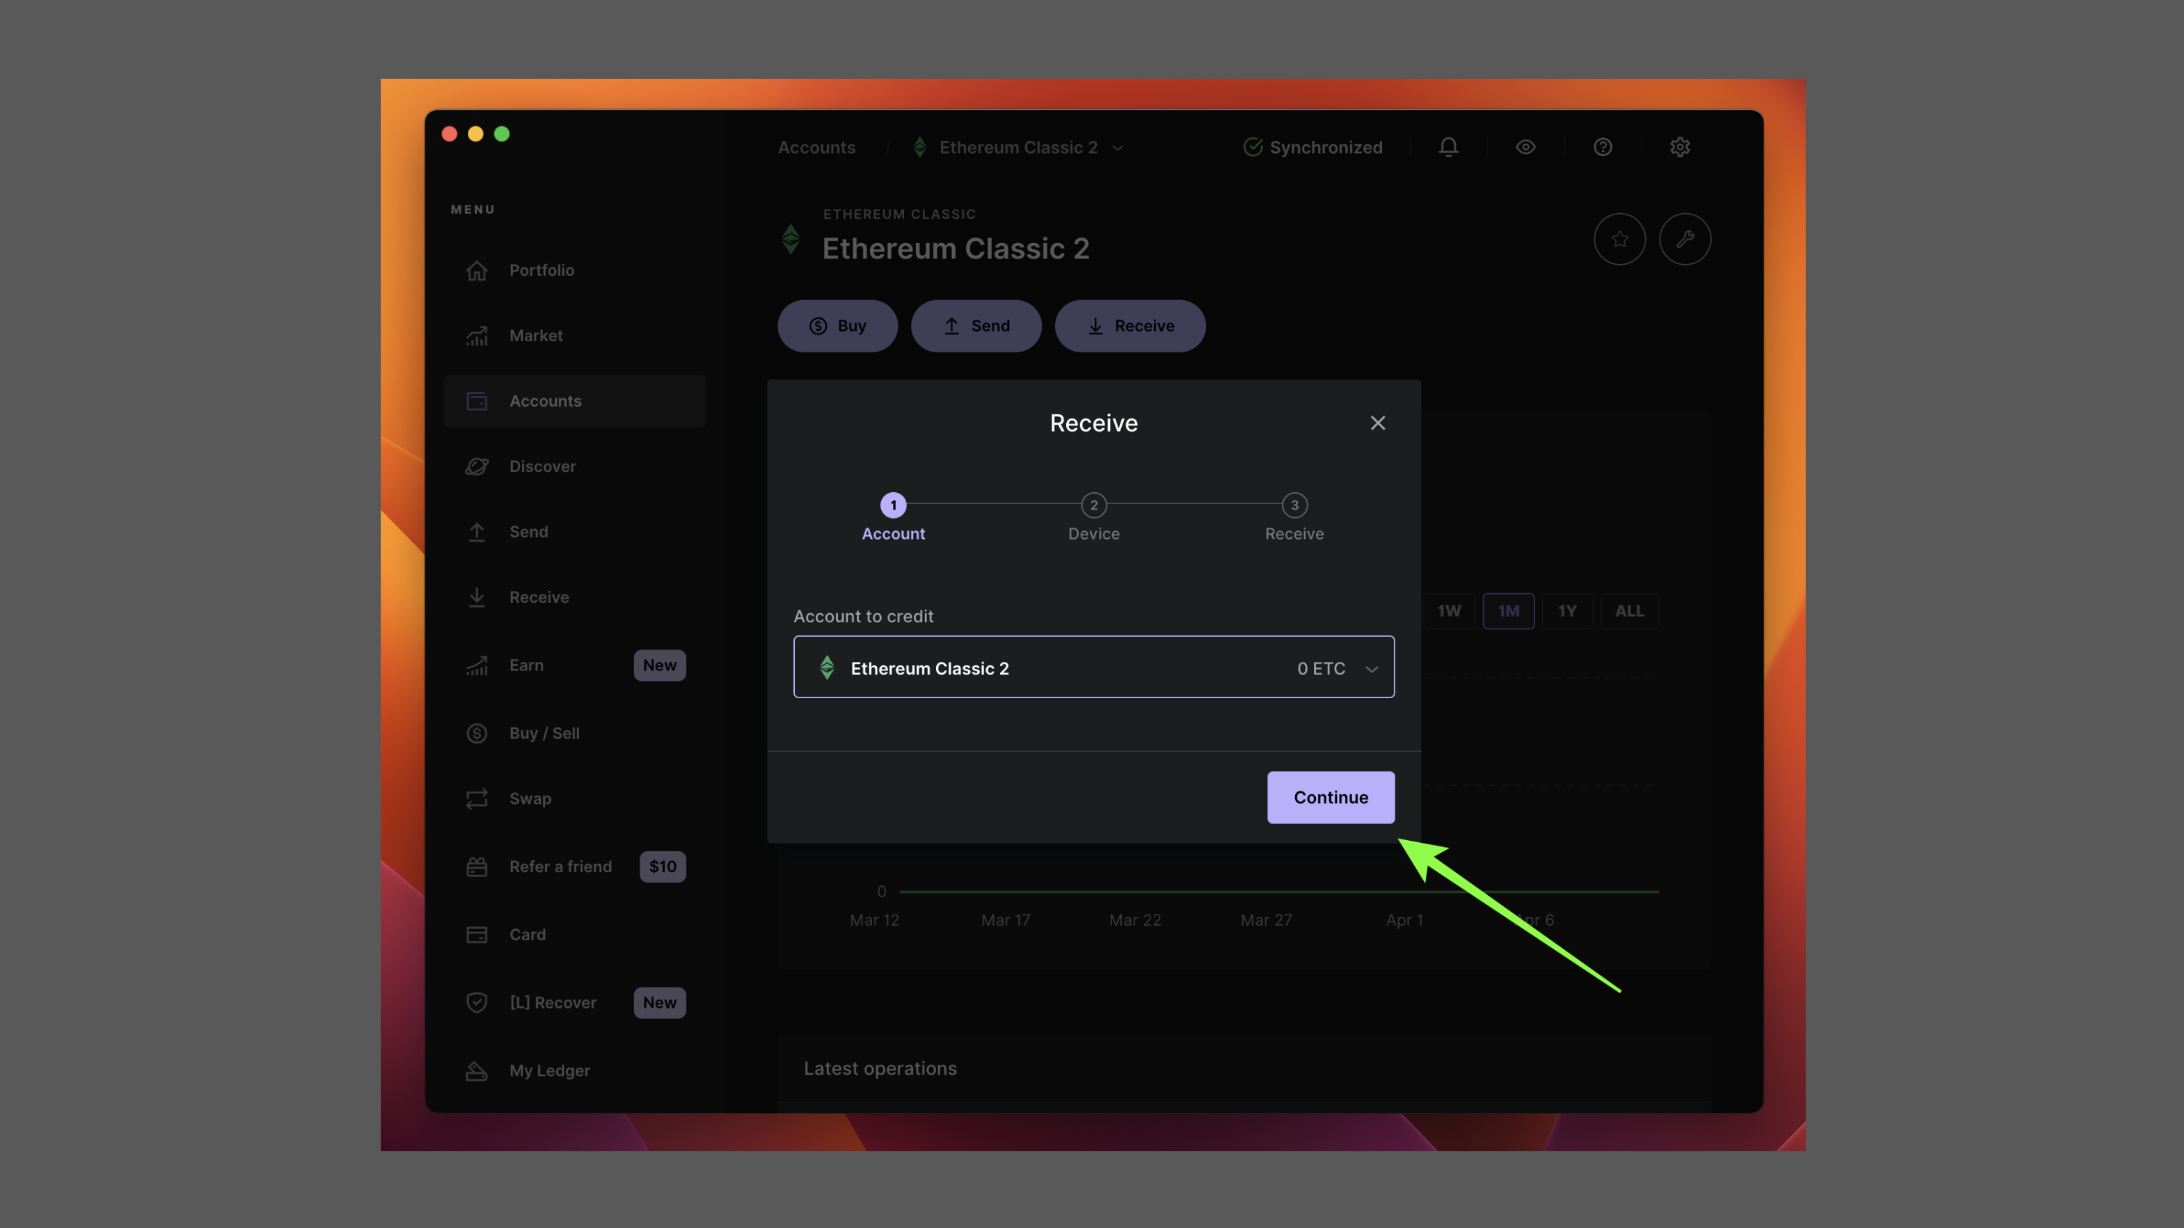 Accounts / Ethereum Classic 2
Synchronized
MENU
Portfolio
Market
Accounts
Discover
Send
Receive
Earn New
Buy / Sell
Swap
Refer a friend $10
Card
[L] Recover New
My Ledger
ETHEREUM CLASSIC
Ethereum Classic 2
Buy Send Receive
Receive
1 2 3
Account Device Receive
Account to credit
Ethereum Classic 2 0 ETC
Continue
1W 1M 1Y ALL
0
Mar 12 Mar 17 Mar 22 Mar 27 Apr 1 Apr 6
Latest operations